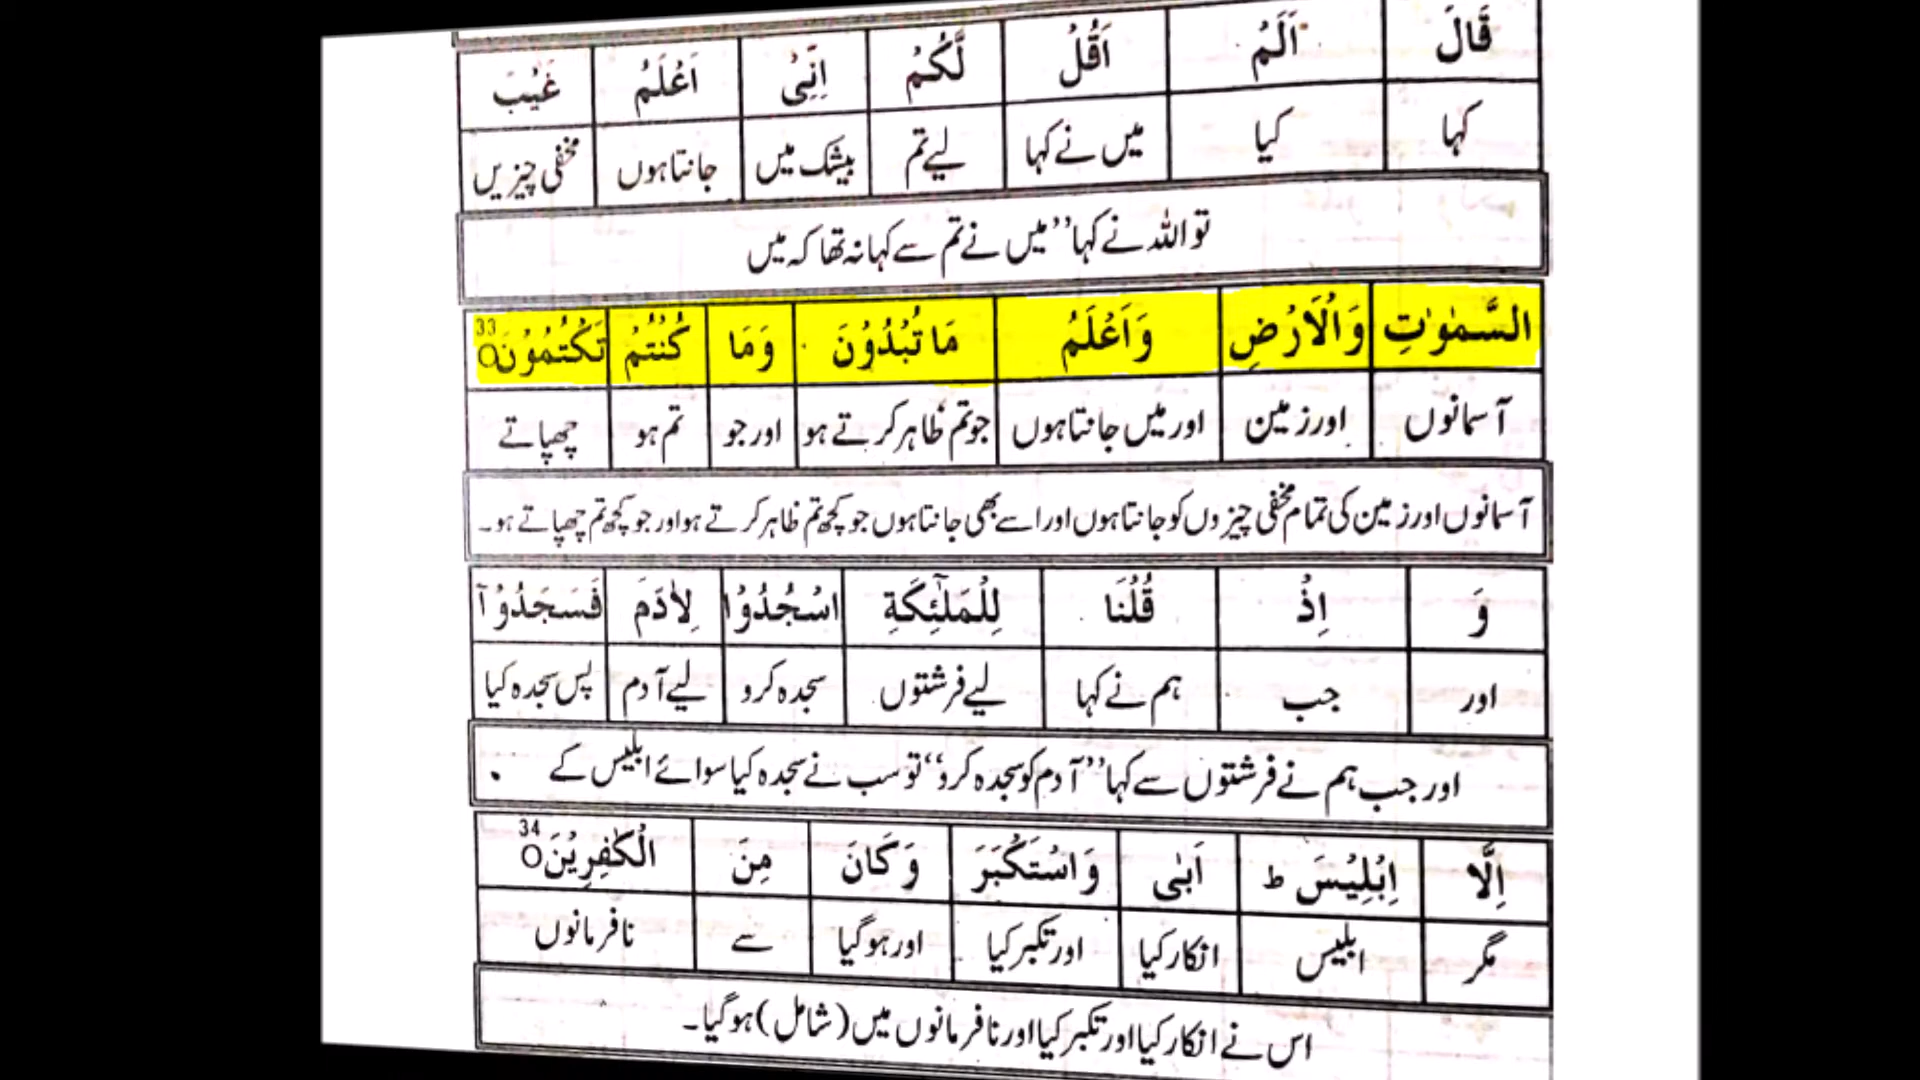 قَالَ اَلَمْ اَقُلْ لَّكُمْ اِنِّیْ اَعْلَمُ غَیْبَ
کہا کیا میں نے کہا لیے تم بیشک میں جانتا ہوں مخفی چیزیں
تو اللہ نے کہا ”میں نے تم سے کہا نہ تھا کہ میں
السَّمٰوٰتِ وَالْاَرْضِ وَاَعْلَمُ مَا تُبْدُوْنَ وَمَا كُنْتُمْ تَكْتُمُوْنَ 33
آسمانوں اور زمین اور میں جانتا ہوں جو تم ظاہر کرتے ہو اور جو تم ہو چھپاتے
آسمانوں اور زمین کی تمام مخفی چیزوں کو جانتا ہوں اور اسے بھی جانتا ہوں جو کچھ تم ظاہر کرتے ہو اور جو کچھ تم چھپاتے ہو۔
وَ اِذْ قُلْنَا لِلْمَلٰٓئِكَةِ اسْجُدُوْا لِاٰدَمَ فَسَجَدُوْٓا
اور جب ہم نے کہا لیے فرشتوں سجدہ کرو لیے آدم پس سجدہ کیا
اور جب ہم نے فرشتوں سے کہا ”آدم کو سجدہ کرو“ تو سب نے سجدہ کیا سوائے ابلیس کے
اِلَّا اِبْلِیْسَ ط اَبٰی وَاسْتَكْبَرَ وَكَانَ مِنَ الْكٰفِرِیْنَ 34
مگر ابلیس انکار کیا اور تکبر کیا اور ہو گیا سے نافرمانوں
اس نے انکار کیا اور تکبر کیا اور نافرمانوں میں (شامل) ہو گیا۔